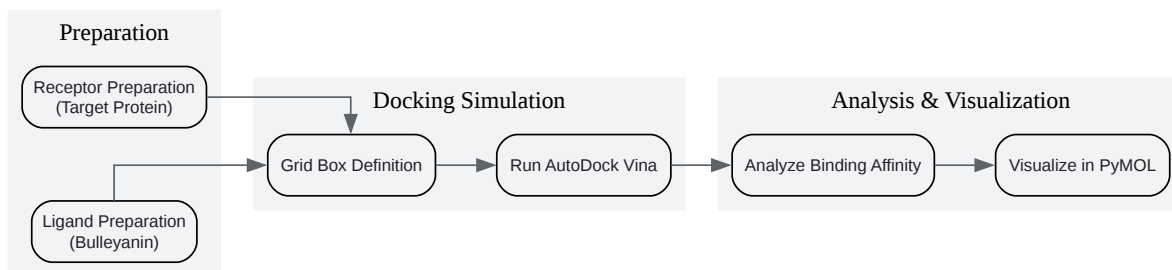 Preparation
Receptor Preparation
(Target Protein)
Ligand Preparation
(Bulleyanin)
Docking Simulation
Grid Box Definition
Run AutoDock Vina
Analysis & Visualization
Analyze Binding Affinity
Visualize in PyMOL